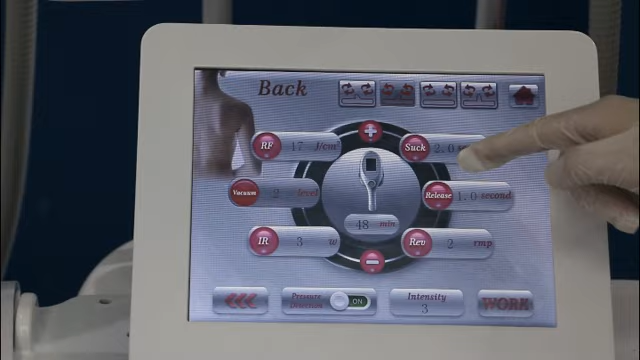 Back
RF 17 J/cm²
Suck 2.0
Vacuum 2 level
Release 1.0 second
48 min
IR 3 w
Rev 2 rmp
Pressure
Detection ON
Intensity
3
WORK